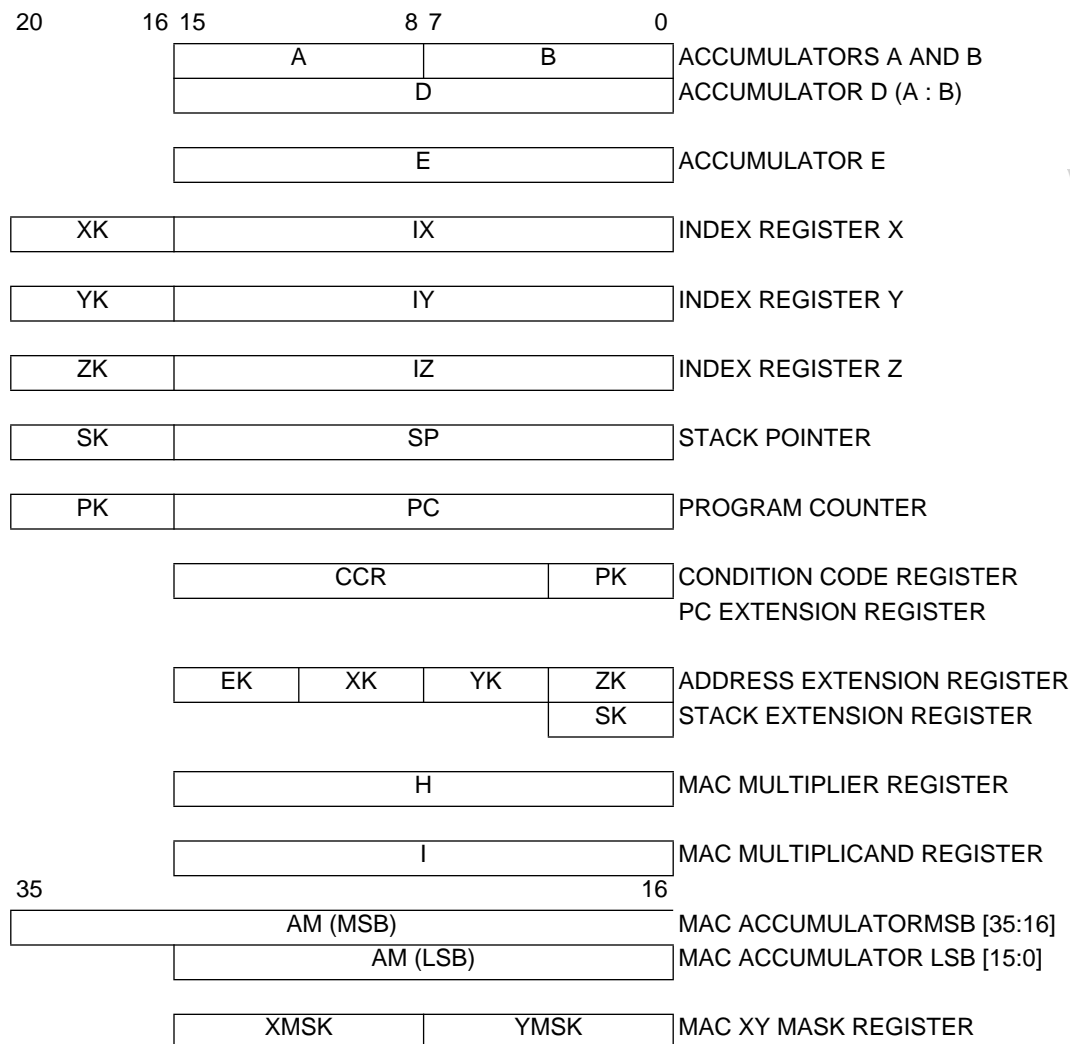 20 16 15 8 7 0
A B ACCUMULATORS A AND B
D ACCUMULATOR D (A : B)
E ACCUMULATOR E
XK IX INDEX REGISTER X
YK IY INDEX REGISTER Y
ZK IZ INDEX REGISTER Z
SK SP STACK POINTER
PK PC PROGRAM COUNTER
CCR PK CONDITION CODE REGISTER
PC EXTENSION REGISTER
EK XK YK ZK ADDRESS EXTENSION REGISTER
SK STACK EXTENSION REGISTER
H MAC MULTIPLIER REGISTER
I MAC MULTIPLICAND REGISTER
35 16
AM (MSB) MAC ACCUMULATORMSB [35:16]
AM (LSB) MAC ACCUMULATOR LSB [15:0]
XMSK YMSK MAC XY MASK REGISTER